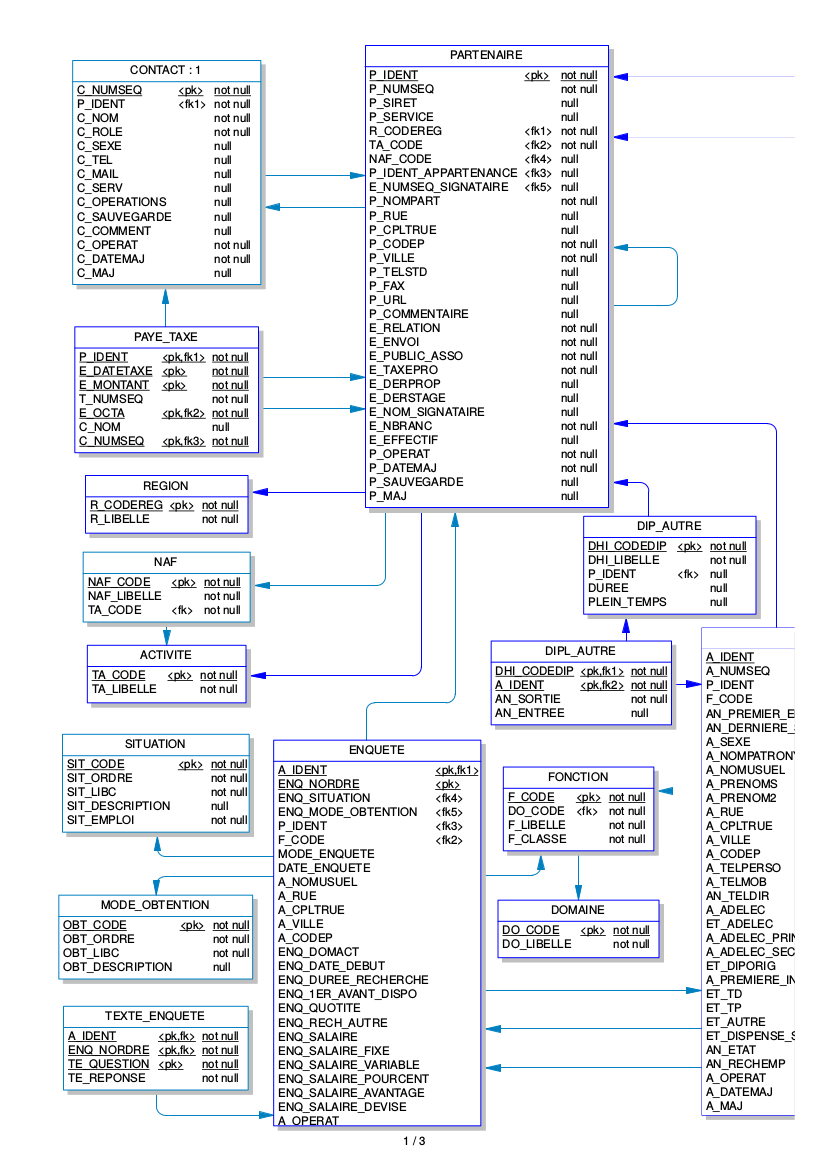 CONTACT : 1
C_NUMSEQ <pk> not null
P_IDENT <fk1> not null
C_NOM not null
C_ROLE not null
C_SEXE null
C_TEL null
C_MAIL null
C_SERV null
C_OPERATIONS null
C_SAUVEGARDE null
C_COMMENT null
C_OPERAT not null
C_DATEMAJ not null
C_MAJ null
PARTENAIRE
P_IDENT <pk> not null
P_NUMSEQ not null
P_SIRET null
P_SERVICE null
R_CODEREG <fk1> not null
TA_CODE <fk2> not null
NAF_CODE <fk4> null
P_IDENT_APPARTENANCE <fk3> null
E_NUMSEQ_SIGNATAIRE <fk5> null
P_NOMPART not null
P_RUE null
P_CPLTRUE null
P_CODEP not null
P_VILLE not null
P_TELSTD null
P_FAX null
P_URL null
P_COMMENTAIRE null
E_RELATION not null
E_ENVOI not null
E_PUBLIC_ASSO not null
E_TAXEPRO not null
E_DERPROP null
E_DERSTAGE null
E_NOM_SIGNATAIRE null
E_NBRANC not null
E_EFFECTIF null
P_OPERAT not null
P_DATEMAJ not null
P_SAUVEGARDE null
P_MAJ null
PAYE_TAXE
P_IDENT <pk,fk1> not null
E_DATETAXE <pk> not null
E_MONTANT <pk> not null
T_NUMSEQ not null
E_OCTA <pk,fk2> not null
C_NOM null
C_NUMSEQ <pk,fk3> not null
REGION
R_CODEREG <pk> not null
R_LIBELLE not null
NAF
NAF_CODE <pk> not null
NAF_LIBELLE not null
TA_CODE <fk> not null
ACTIVITE
TA_CODE <pk> not null
TA_LIBELLE not null
DIP_AUTRE
DHI_CODEDIP <pk> not null
DHI_LIBELLE not null
P_IDENT <fk> null
DUREE null
PLEIN_TEMPS null
DIPL_AUTRE
DHI_CODEDIP <pk,fk1> not null
A_IDENT <pk,fk2> not null
AN_SORTIE not null
AN_ENTREE null
SITUATION
SIT_CODE <pk> not null
SIT_ORDRE not null
SIT_LIBC not null
SIT_DESCRIPTION null
SIT_EMPLOI not null
MODE_OBTENTION
OBT_CODE <pk> not null
OBT_ORDRE not null
OBT_LIBC not null
OBT_DESCRIPTION null
TEXTE_ENQUETE
A_IDENT <pk,fk> not null
ENQ_NORDRE <pk,fk> not null
TE_QUESTION <pk> not null
TE_REPONSE not null
ENQUETE
A_IDENT <pk,fk1>
ENQ_NORDRE <pk>
ENQ_SITUATION <fk4>
ENQ_MODE_OBTENTION <fk5>
P_IDENT <fk3>
F_CODE <fk2>
MODE_ENQUETE
DATE_ENQUETE
A_NOMUSUEL
A_RUE
A_CPLTRUE
A_VILLE
A_CODEP
ENQ_DOMACT
ENQ_DATE_DEBUT
ENQ_DUREE_RECHERCHE
ENQ_1ER_AVANT_DISPO
ENQ_QUOTITE
ENQ_RECH_AUTRE
ENQ_SALAIRE
ENQ_SALAIRE_FIXE
ENQ_SALAIRE_VARIABLE
ENQ_SALAIRE_POURCENT
ENQ_SALAIRE_AVANTAGE
ENQ_SALAIRE_DEVISE
A_OPERAT
FONCTION
F_CODE <pk> not null
DO_CODE <fk> not null
F_LIBELLE not null
F_CLASSE not null
DOMAINE
DO_CODE <pk> not null
DO_LIBELLE not null
A_IDENT
A_NUMSEQ
P_IDENT
F_CODE
AN_PREMIER_E
AN_DERNIERE_
A_SEXE
A_NOMPATRON
A_NOMUSUEL
A_PRENOMS
A_PRENOM2
A_RUE
A_CPLTRUE
A_VILLE
A_CODEP
A_TELPERSO
A_TELMOB
AN_TELDIR
A_ADELEC
ET_ADELEC
A_ADELEC_PRIN
A_ADELEC_SEC
ET_DIPORIG
A_PREMIERE_IN
ET_TD
ET_TP
ET_AUTRE
ET_DISPENSE_S
AN_ETAT
AN_RECHEMP
A_OPERAT
A_DATEMAJ
A_MAJ
1 / 3